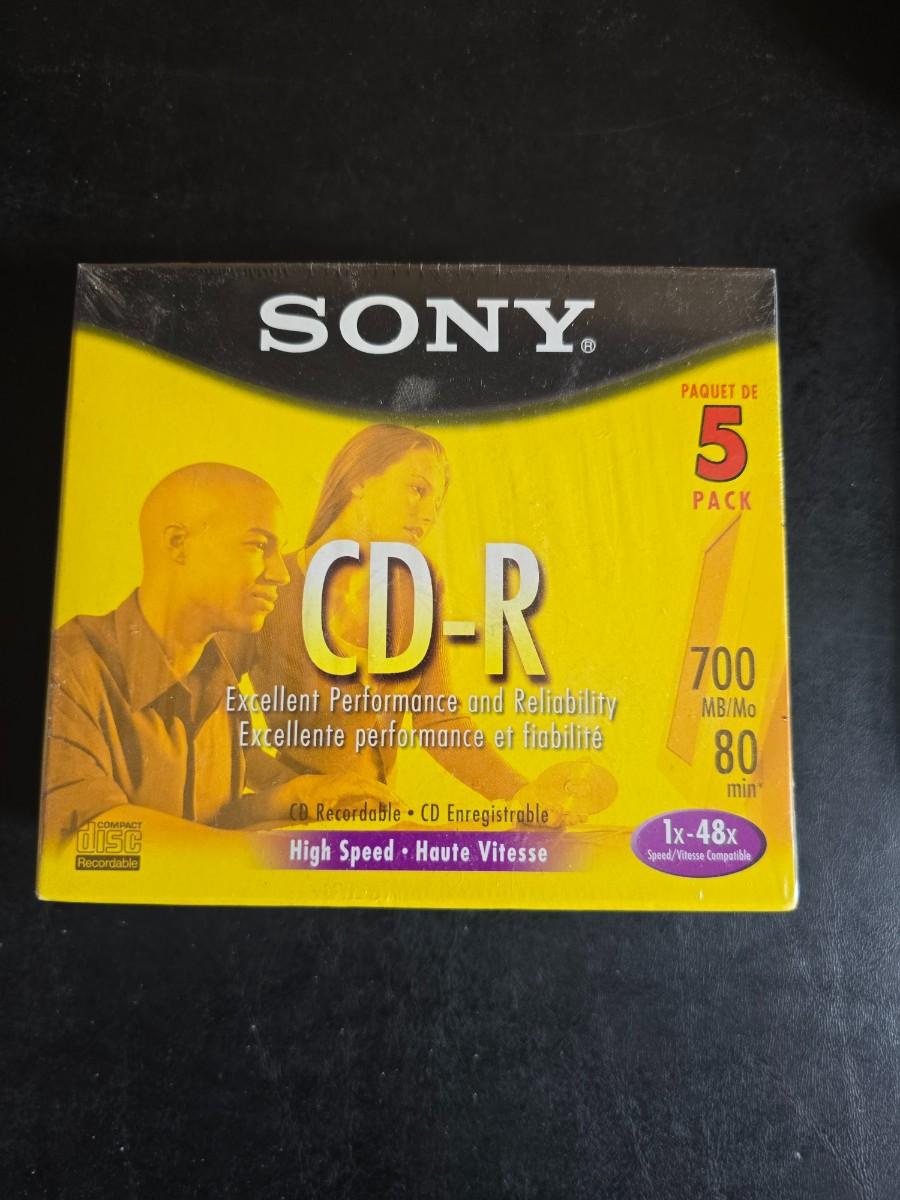 SONY®
PAQUET DE
5
PACK
CD-R
700
MB/Mo
80
min*
Excellent Performance and Reliability
Excellente performance et fiabilité
CD Recordable • CD Enregistrable
High Speed • Haute Vitesse
1x-48x
Speed/Vitesse Compatible
COMPACT
disc
Recordable